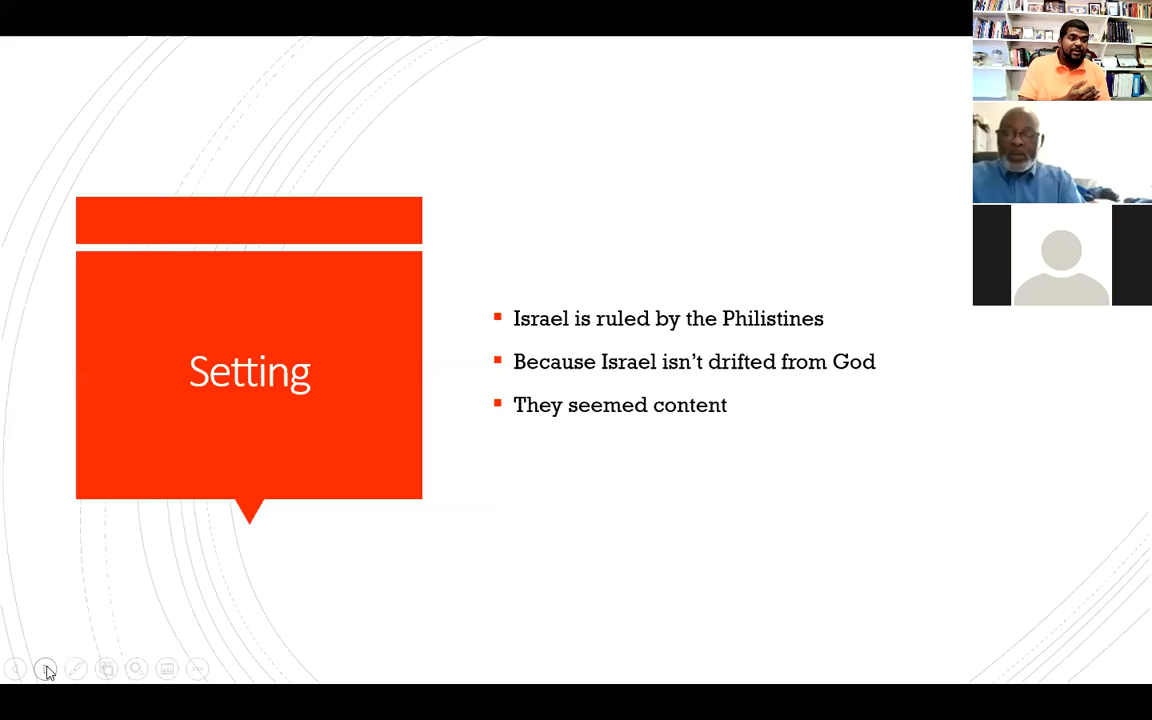 Setting
Israel is ruled by the Philistines
Because Israel isn’t drifted from God
They seemed content